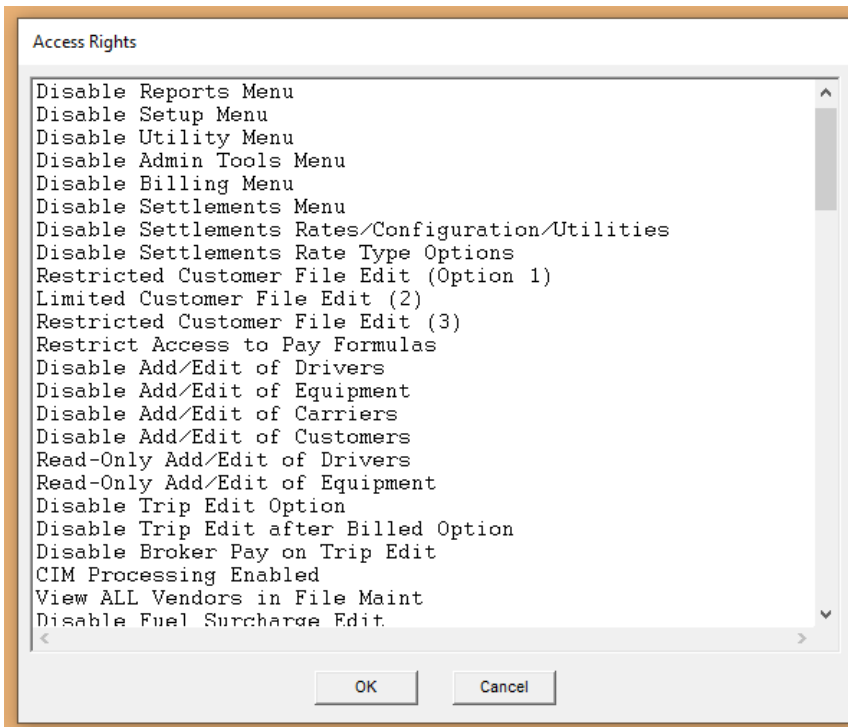 Access Rights
Disable Reports Menu
Disable Setup Menu
Disable Utility Menu
Disable Admin Tools Menu
Disable Billing Menu
Disable Settlements Menu
Disable Settlements Rates/Configuration/Utilities
Disable Settlements Rate Type Options
Restricted Customer File Edit (Option 1)
Limited Customer File Edit (2)
Restricted Customer File Edit (3)
Restrict Access to Pay Formulas
Disable Add/Edit of Drivers
Disable Add/Edit of Equipment
Disable Add/Edit of Carriers
Disable Add/Edit of Customers
Read-Only Add/Edit of Drivers
Read-Only Add/Edit of Equipment
Disable Trip Edit Option
Disable Trip Edit after Billed Option
Disable Broker Pay on Trip Edit
CIM Processing Enabled
View ALL Vendors in File Maint
Disable Fuel Surcharge Edit
OK Cancel